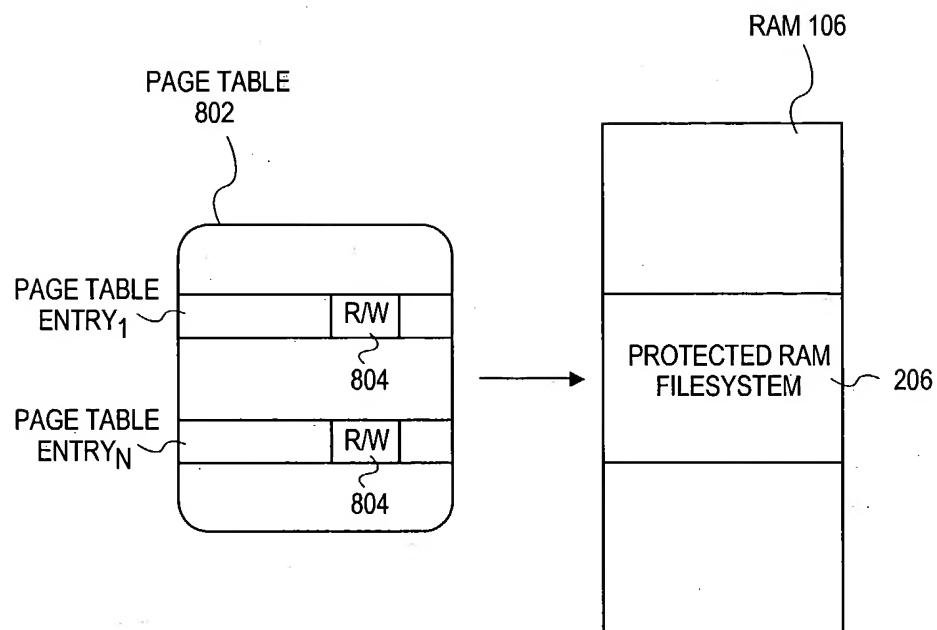 RAM 106
PAGE TABLE
802
PAGE TABLE
ENTRY1
R/W
804
PROTECTED RAM
FILESYSTEM
206
PAGE TABLE
ENTRYN
R/W
804